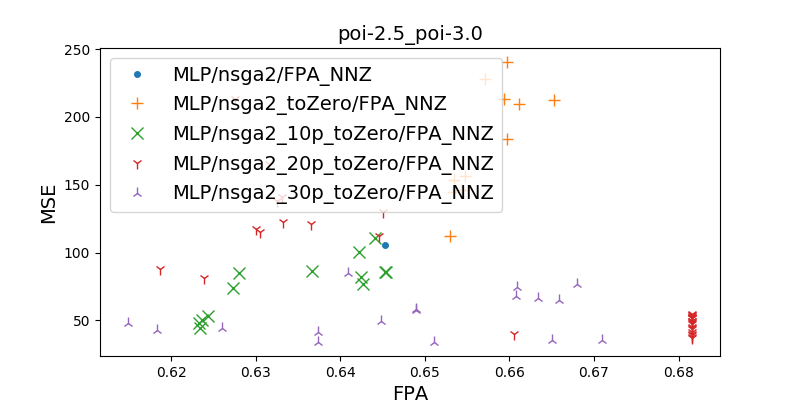 poi-2.5_poi-3.0
250
200
150
100
50
MSE
MLP/nsga2/FPA_NNZ
MLP/nsga2_toZero/FPA_NNZ
MLP/nsga2_10p_toZero/FPA_NNZ
MLP/nsga2_20p_toZero/FPA_NNZ
MLP/nsga2_30p_toZero/FPA_NNZ
0.62 0.63 0.64 0.65 0.66 0.67 0.68
FPA